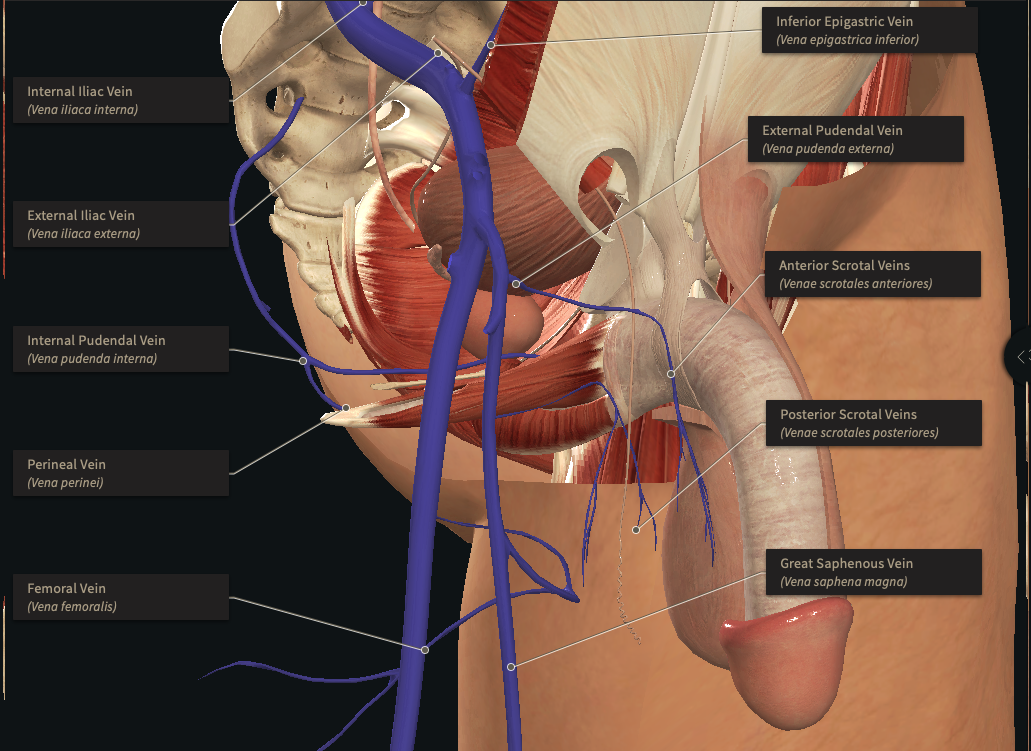 Inferior Epigastric Vein
(Vena epigastrica inferior)
Internal Iliac Vein
(Vena iliaca interna)
External Pudendal Vein
(Vena pudenda externa)
External Iliac Vein
(Vena iliaca externa)
Anterior Scrotal Veins
(Venae scrotales anteriores)
Internal Pudendal Vein
(Vena pudenda interna)
Posterior Scrotal Veins
(Venae scrotales posteriores)
Perineal Vein
(Vena perinei)
Great Saphenous Vein
(Vena saphena magna)
Femoral Vein
(Vena femoralis)